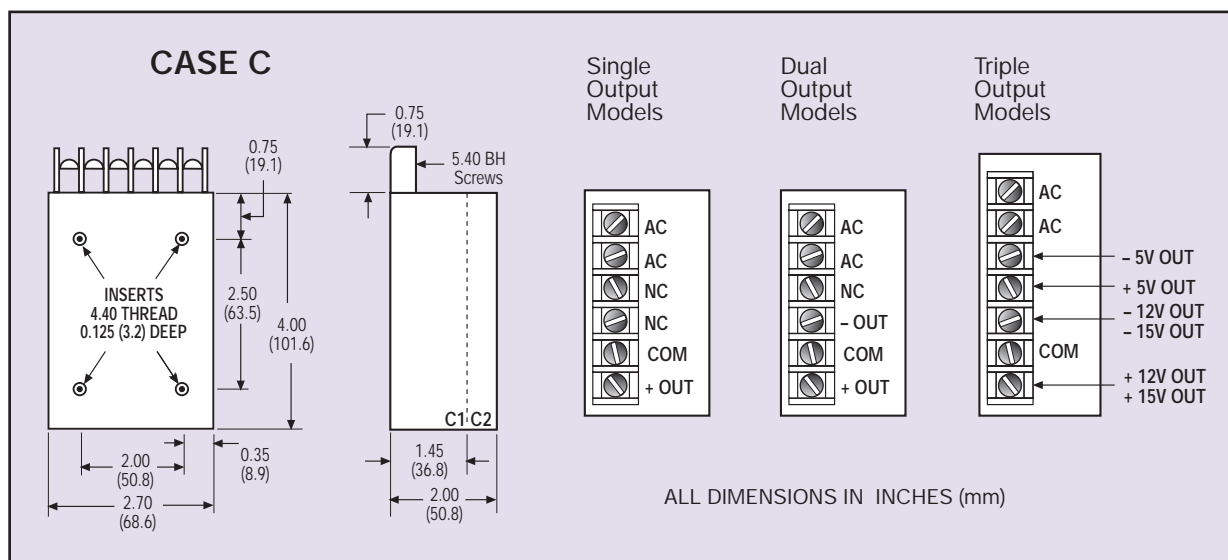 CASE C
0.75
(19.1)
INSERTS
4.40 THREAD
0.125 (3.2) DEEP
2.50
(63.5)
4.00
(101.6)
2.00
(50.8)
0.35
(8.9)
2.70
(68.6)
0.75
(19.1)
5.40 BH
Screws
C1 C2
1.45
(36.8)
2.00
(50.8)
Single
Output
Models
AC
AC
NC
NC
COM
+ OUT
Dual
Output
Models
AC
AC
NC
– OUT
COM
+ OUT
Triple
Output
Models
AC
AC
– 5V OUT
+ 5V OUT
– 12V OUT
– 15V OUT
COM
+ 12V OUT
+ 15V OUT
ALL DIMENSIONS IN INCHES (mm)